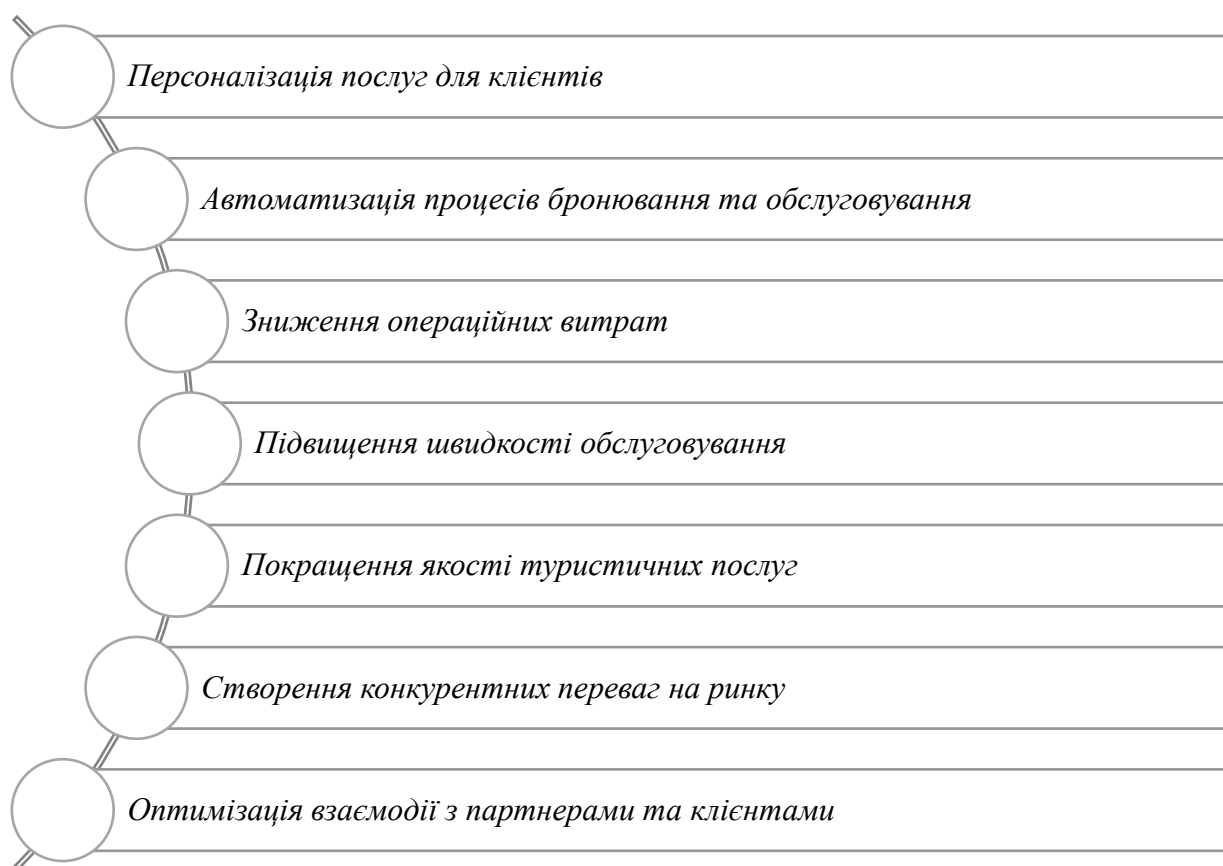 Персоналізація послуг для клієнтів
Автоматизація процесів бронювання та обслуговування
Зниження операційних витрат
Підвищення швидкості обслуговування
Покращення якості туристичних послуг
Створення конкурентних переваг на ринку
Оптимізація взаємодії з партнерами та клієнтами